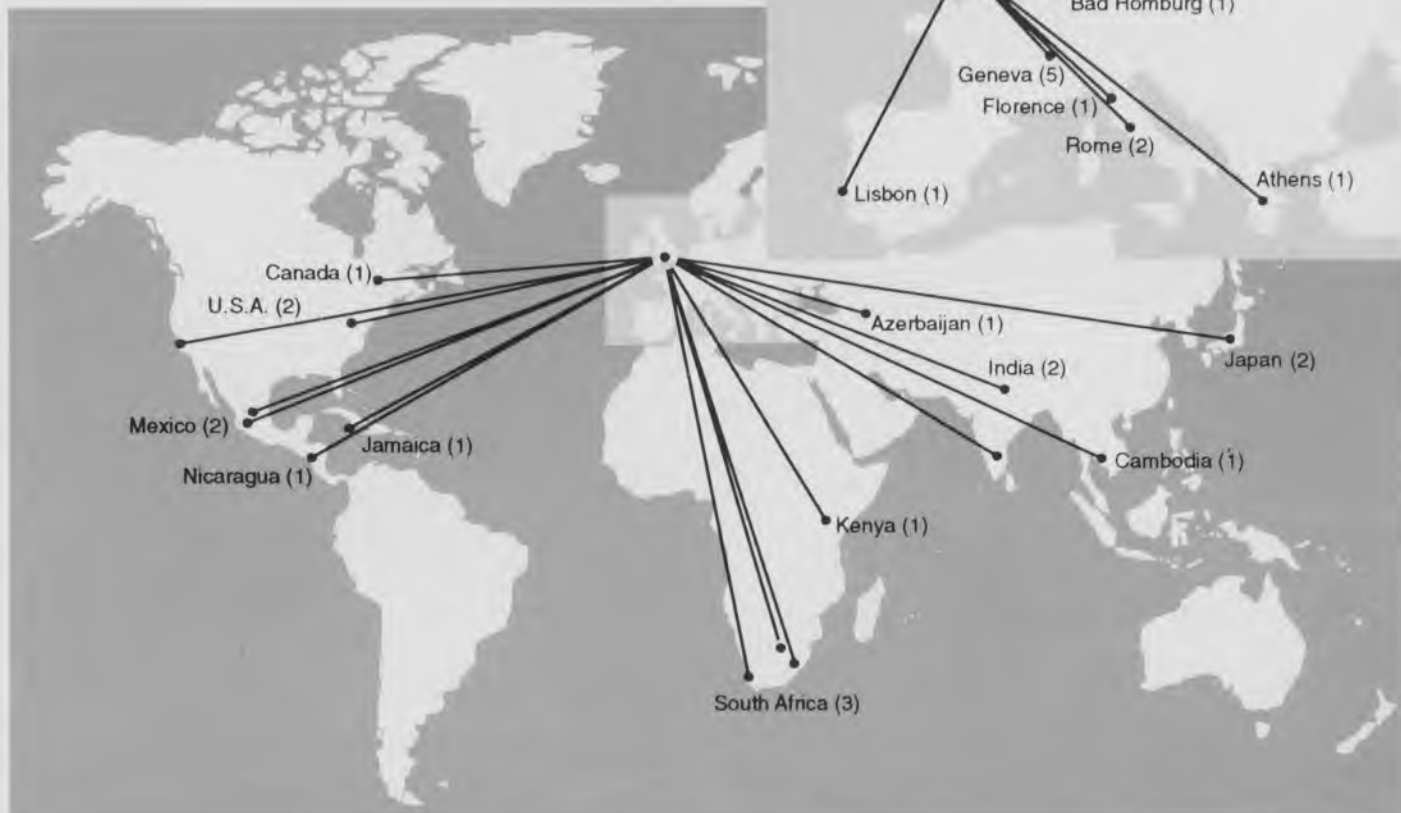 Bad Homburg (1)
Geneva (5)
Florence (1)
Rome (2)
Lisbon (1)
Athens (1)
Canada (1)
U.S.A. (2)
Azerbaijan (1)
India (2)
Japan (2)
Mexico (2)
Jamaica (1)
Nicaragua (1)
Cambodia (1)
Kenya (1)
South Africa (3)